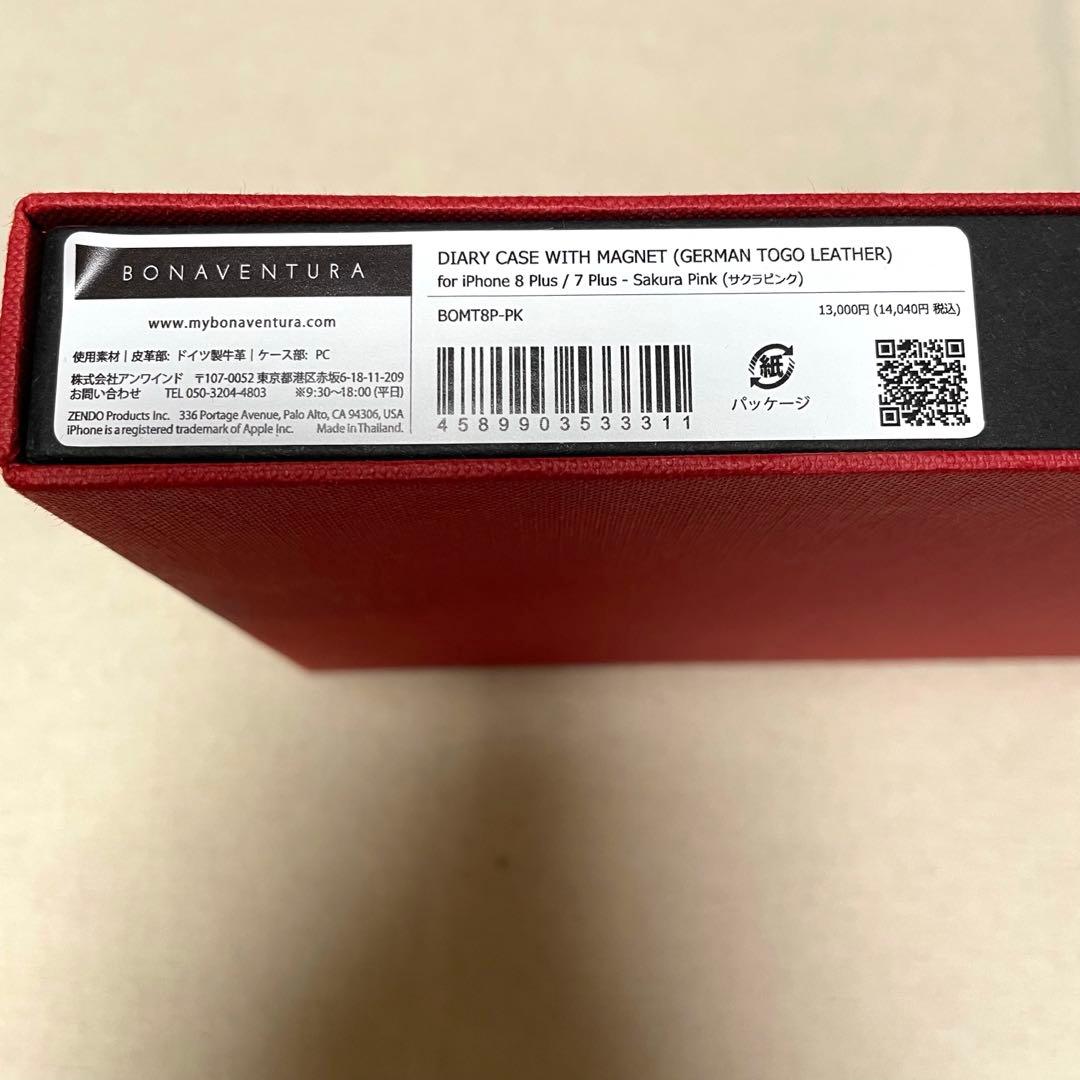 BONAVENTURA
www.mybonaventura.com
使用素材 | 皮革部: ドイツ製牛革 | ケース部: PC
株式会社アンワインド 〒107-0052 東京都港区赤坂6-18-11-209
お問い合わせ TEL 050-3204-4803 ※9:30~18:00 (平日)
ZENDO Products Inc. 336 Portage Avenue, Palo Alto, CA 94306, USA
iPhone is a registered trademark of Apple Inc. Made in Thailand.
DIARY CASE WITH MAGNET (GERMAN TOGO LEATHER)
for iPhone 8 Plus / 7 Plus - Sakura Pink (サクラピンク)
BOMT8P-PK
13,000円 (14,040円 税込)
4589903533311
紙
パッケージ